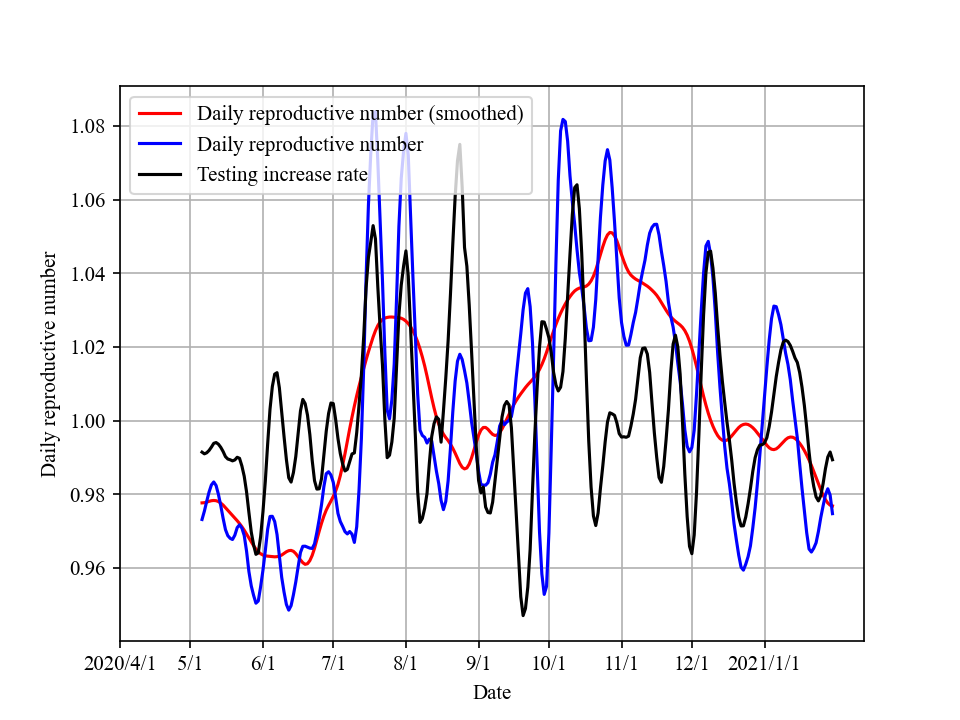 Daily reproductive number (smoothed)
Daily reproductive number
Testing increase rate
1.08
1.06
1.04
1.02
1.00
0.98
0.96
Daily reproductive number
2020/4/1 5/1 6/1 7/1 8/1 9/1 10/1 11/1 12/1 2021/1/1
Date